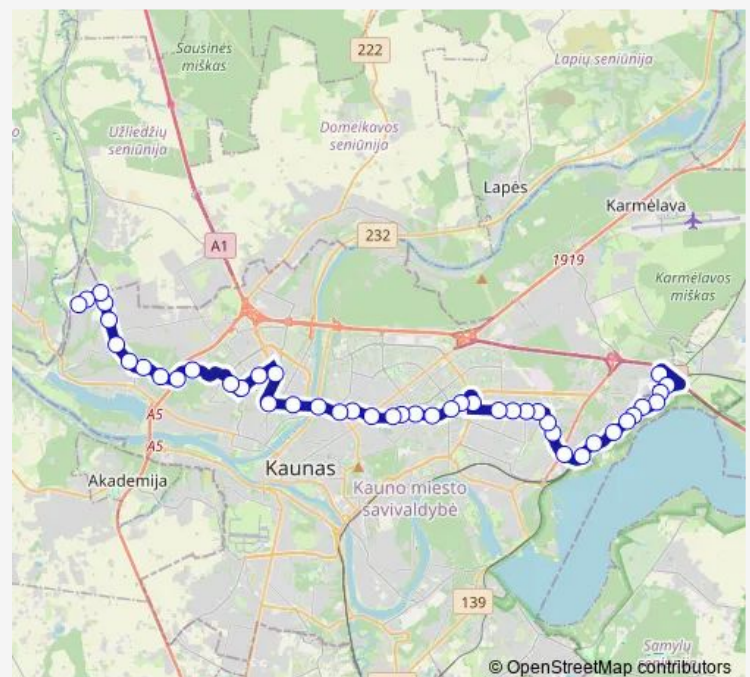 Sausinės
miškas
222
Lapių seniūnija
Užliedžių
seniūnija
Domeikavos
seniūnija
Lapės
Karmėlava
232
A1
1919
Karmėlavos
miškas
A5
A5
Kaunas
Akademija
Kauno miesto
savivaldybė
139
Samylų
© OpenStreetMap contributors